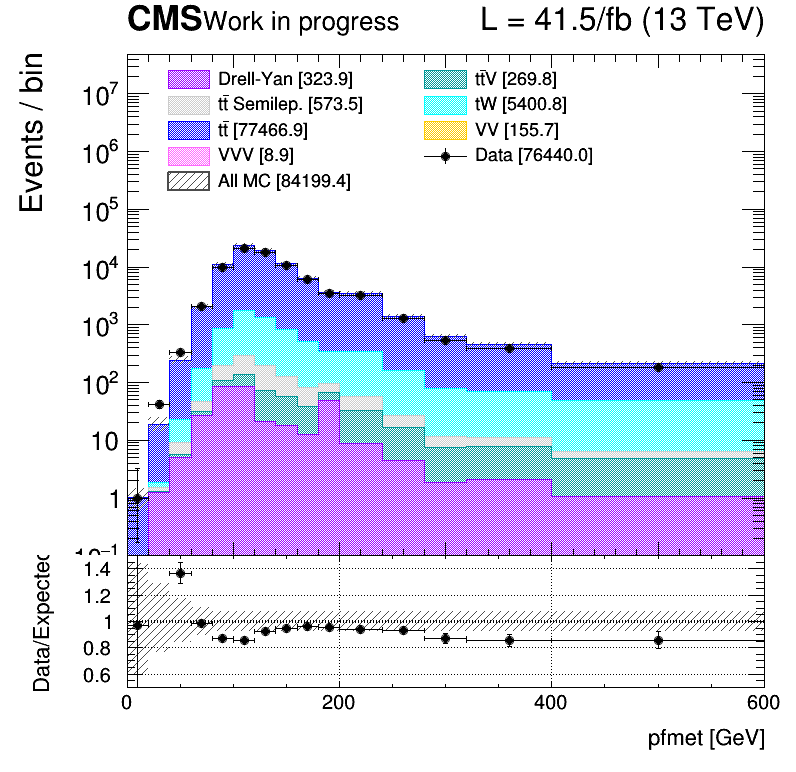 CMS Work in progress L = 41.5/fb (13 TeV)
Events / bin
Drell-Yan [323.9] tt̄V [269.8]
tt̄ Semilep. [573.5] tW [5400.8]
tt̄ [77466.9] VV [155.7]
VVV [8.9] Data [76440.0]
All MC [84199.4]
10⁷
10⁶
10⁵
10⁴
10³
10²
10
1
10⁻¹
Data/Expected
1.4
1.2
1
0.8
0.6
0 200 400 600
pfmet [GeV]